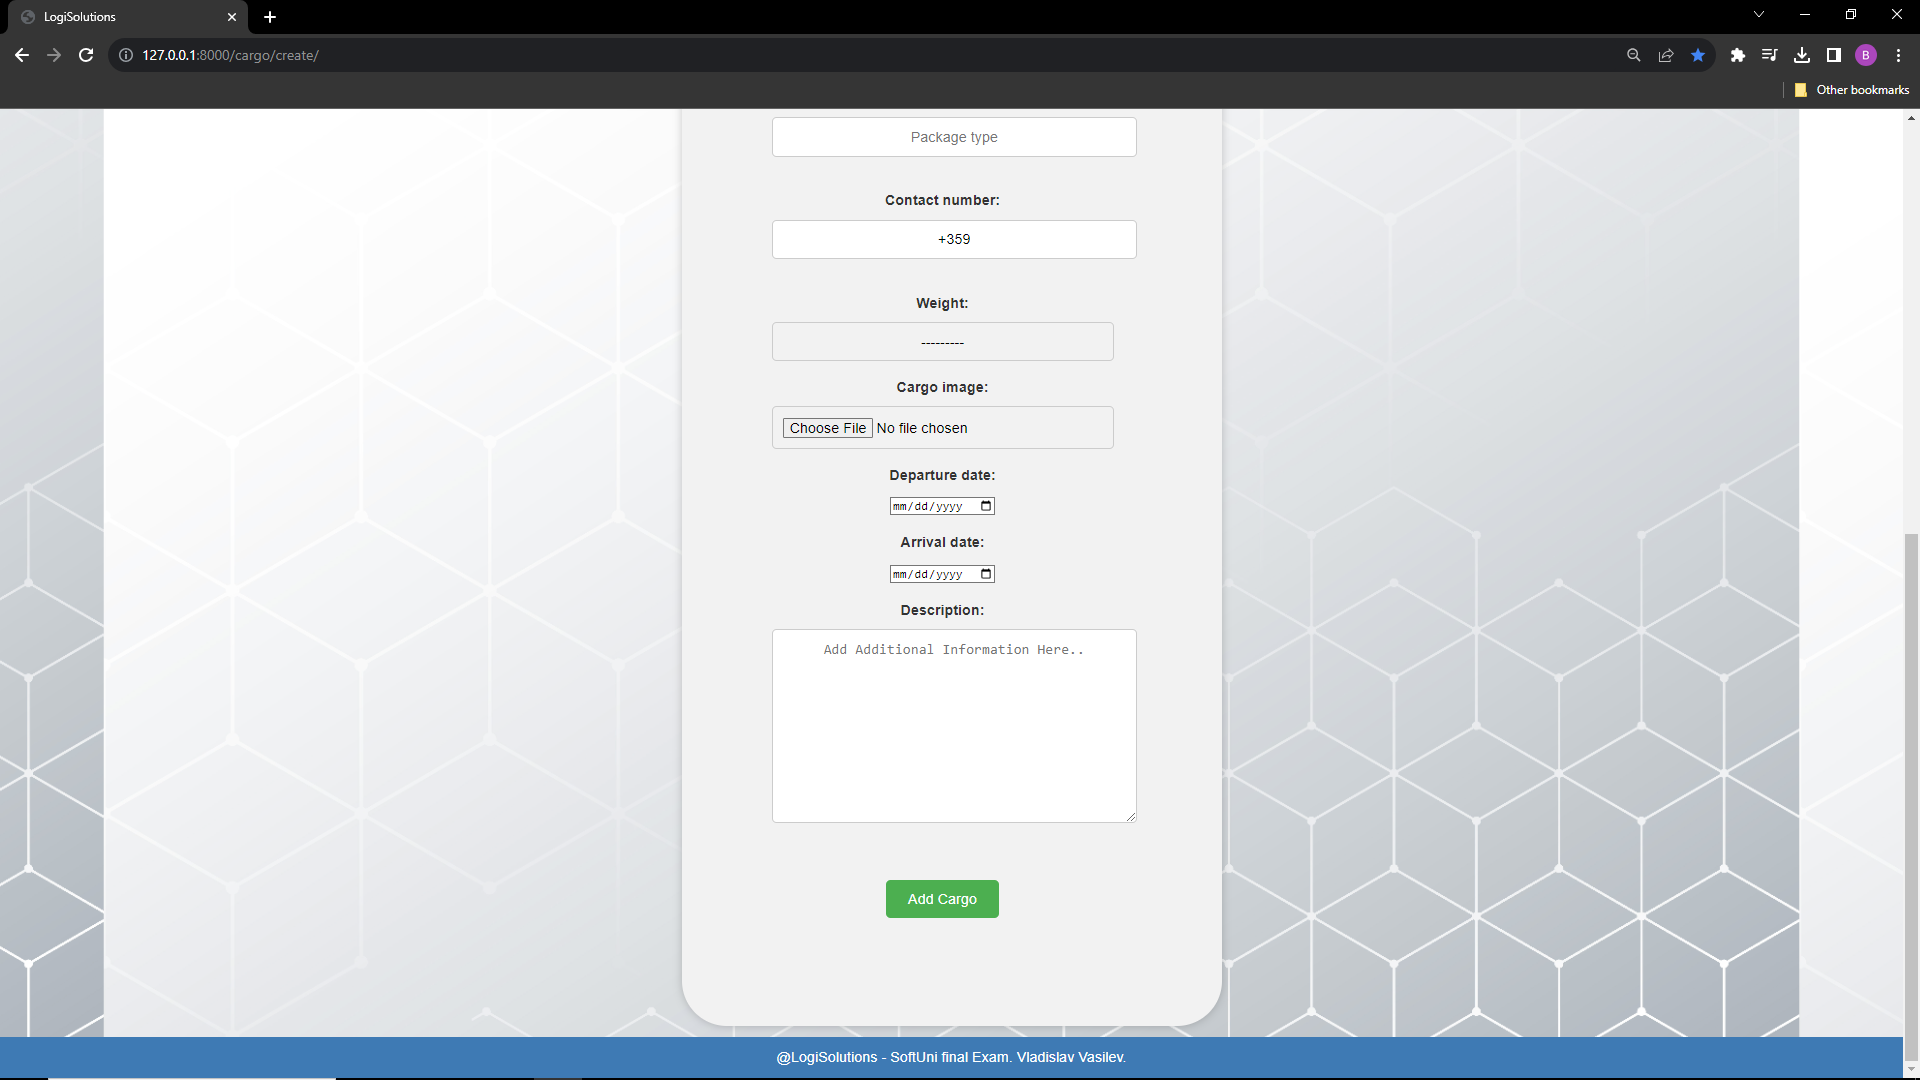 LogiSolutions
127.0.0.1:8000/cargo/create/
B
Other bookmarks
Package type
Contact number:
+359
Weight:
---------
Cargo image:
Choose File No file chosen
Departure date:
mm/dd/yyyy
Arrival date:
mm/dd/yyyy
Description:
Add Additional Information Here..
Add Cargo
@LogiSolutions - SoftUni final Exam. Vladislav Vasilev.